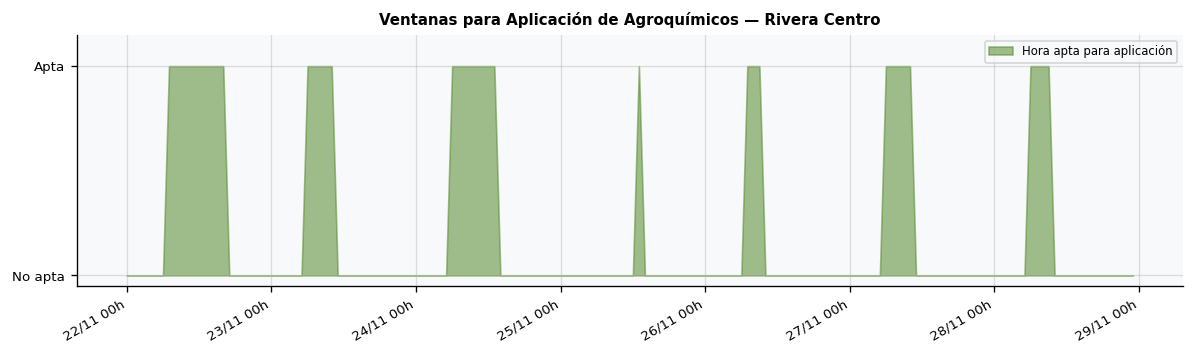 Ventanas para Aplicación de Agroquímicos — Rivera Centro
Hora apta para aplicación
Apta
No apta
22/11 00h
23/11 00h
24/11 00h
25/11 00h
26/11 00h
27/11 00h
28/11 00h
29/11 00h